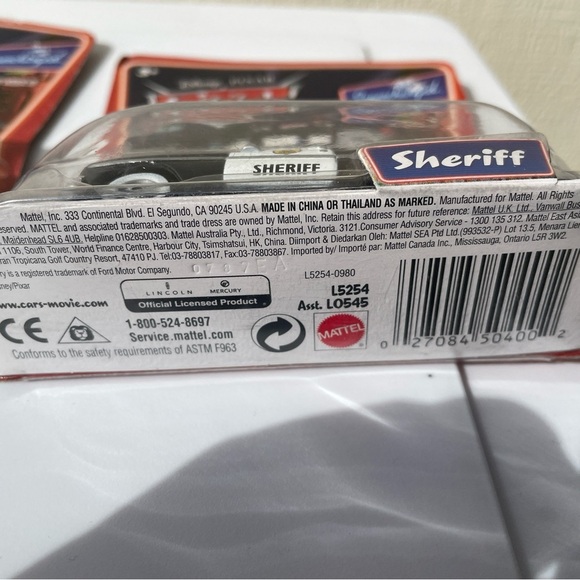 SHERIFF
Sheriff
Mattel, Inc. 333 Continental Blvd. El Segundo, CA 90245 U.S.A. MADE IN CHINA OR THAILAND AS MARKED. Manufactured for Mattel. All Rights
eserved. MATTEL and associated trademarks and trade dress are owned by Mattel, Inc. Retain this address for future reference: Mattel U.K. Ltd., Vanwall Bus
Maidenhead SL6 4UB. Helpline 01628500303. Mattel Australia Pty., Ltd., Richmond, Victoria. 3121.Consumer Advisory Service - 1300 135 312. Mattel East Asi
1106, South Tower, World Finance Centre, Harbour City, Tsimshatsui, HK, China. Diimport & Diedarkan Oleh: Mattel SEA Ptd Ltd.(993532-P) Lot 13.5, Menara Lien
ran Tropicana Golf Country Resort, 47410 PJ. Tel:03-78803817, Fax:03-78803867. Imported by/ Importé par: Mattel Canada Inc., Mississauga, Ontario L5R 3W2.
ry is a registered trademark of Ford Motor Company.
ney/Pixar
www.cars-movie.com
LINCOLN MERCURY
Official Licensed Product
L5254-0980
L5254
Asst. L0545
CE
1-800-524-8697
Service.mattel.com
Conforms to the safety requirements of ASTM F963
MATTEL
0 27084 50400 2